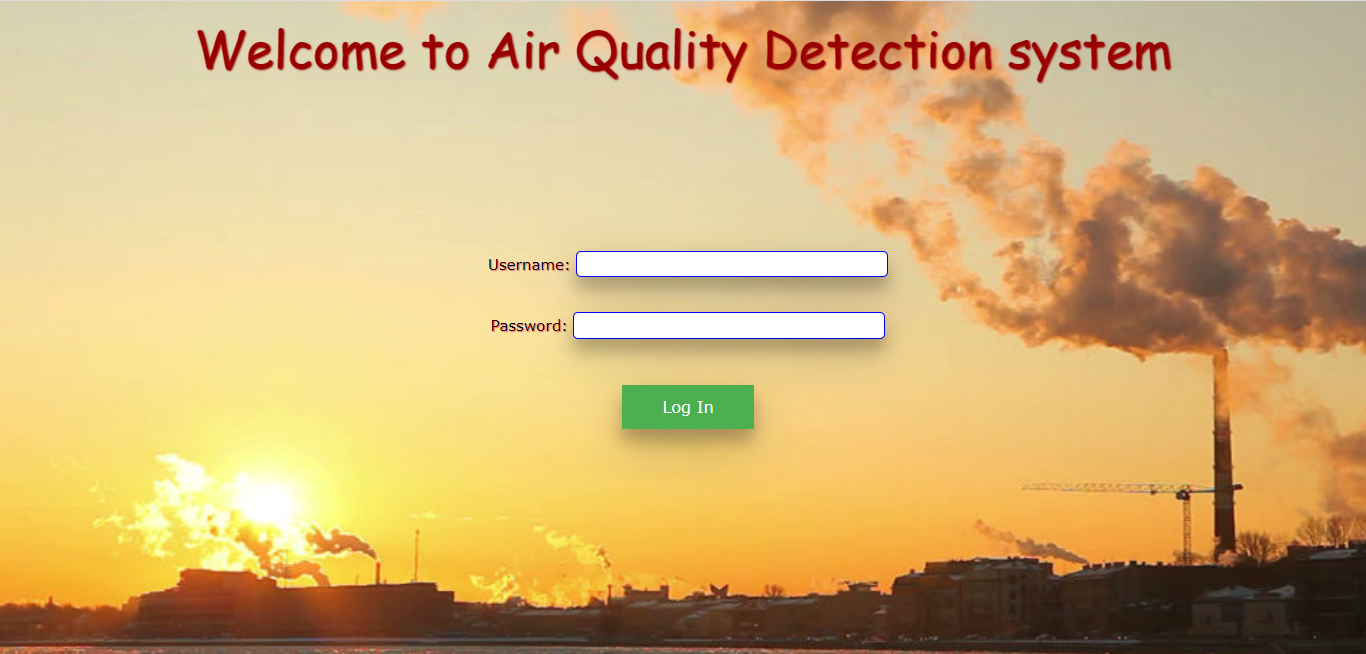 Welcome to Air Quality Detection system
Username:
Password:
Log In